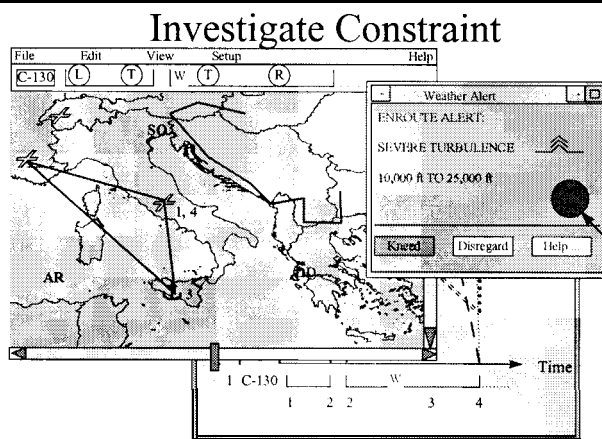 Investigate Constraint
File Edit View Setup Help
C-130 L T W T R
Weather Alert
ENROUTE ALERT:
SEVERE TURBULENCE
10,000 ft TO 25,000 ft
Kneed Disregard Help...
SO
1, 4
3
AR
Time
1 C-130 W
1 2 2 3 4